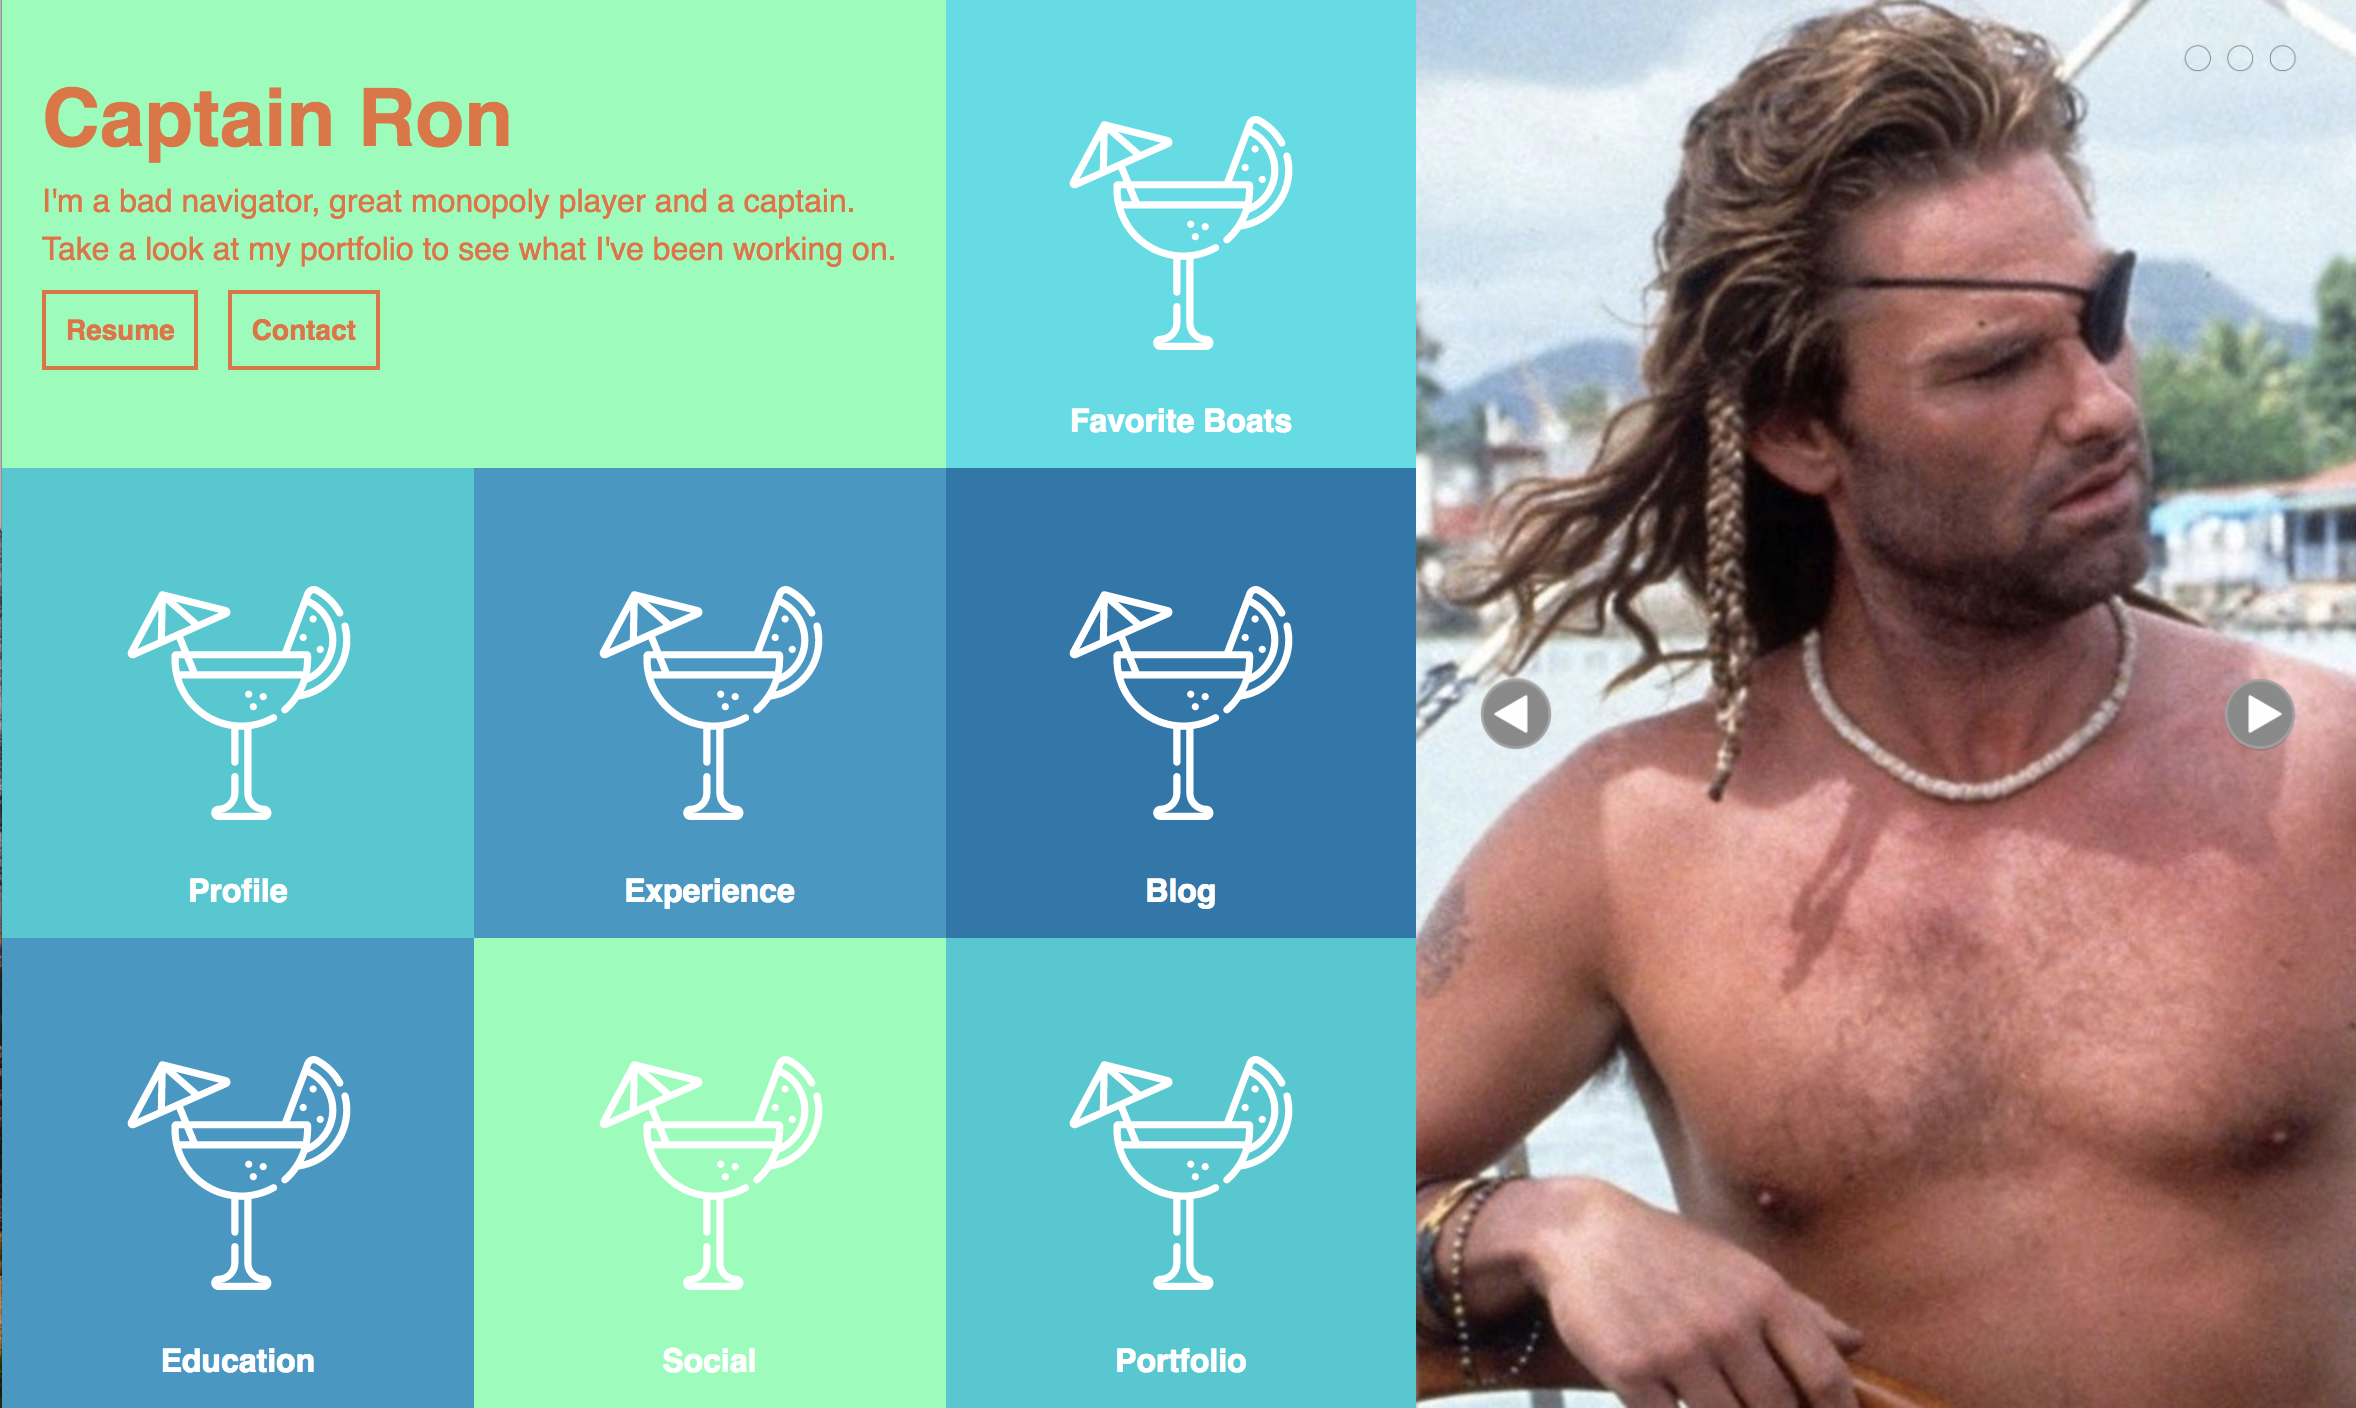 Captain Ron
I'm a bad navigator, great monopoly player and a captain.
Take a look at my portfolio to see what I've been working on.
Resume
Contact
Favorite Boats
Profile
Experience
Blog
Education
Social
Portfolio